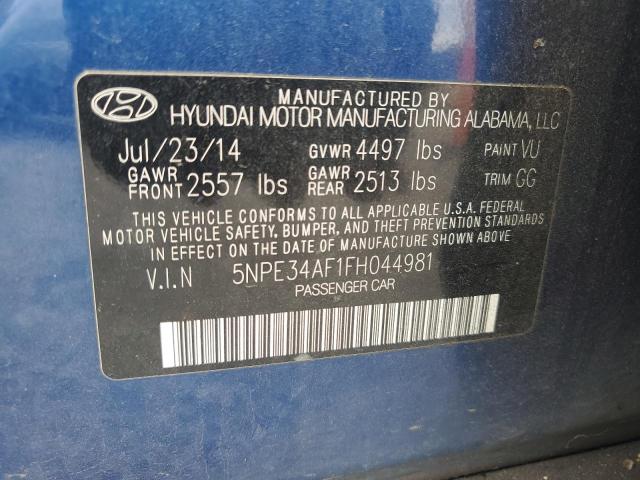 MANUFACTURED BY
HYUNDAI MOTOR MANUFACTURING ALABAMA, LLC
Jul/23/14 GVWR 4497 lbs PAINT VU
GAWR FRONT 2557 lbs GAWR REAR 2513 lbs TRIM GG
THIS VEHICLE CONFORMS TO ALL APPLICABLE U.S.A. FEDERAL
MOTOR VEHICLE SAFETY, BUMPER, AND THEFT PREVENTION STANDARDS
IN EFFECT ON THE DATE OF MANUFACTURE SHOWN ABOVE
V.I.N 5NPE34AF1FH044981
PASSENGER CAR